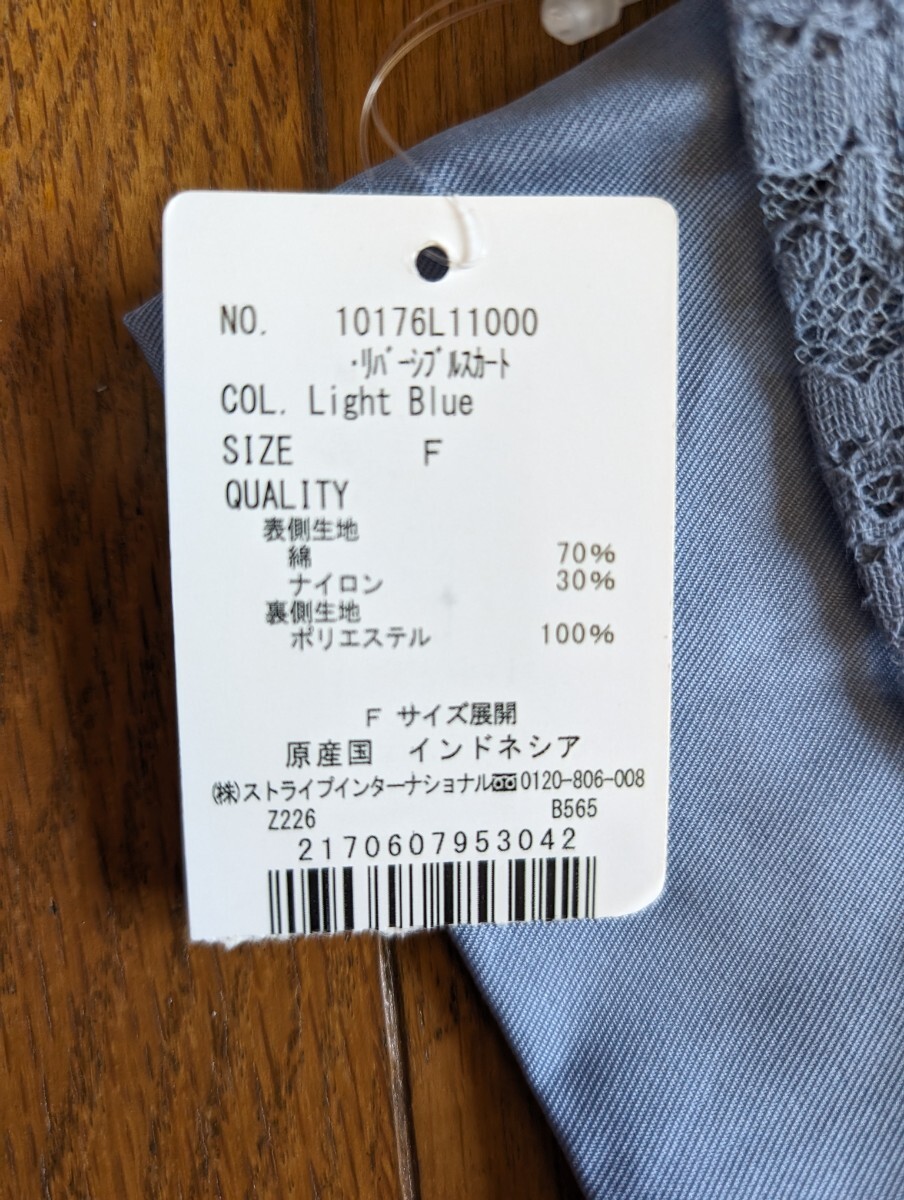 NO. 10176L11000
・リバーシブルスカート
COL. Light Blue
SIZE F
QUALITY
表側生地
綿 70%
ナイロン 30%
裏側生地
ポリエステル 100%
F サイズ展開
原産国 インドネシア
(株)ストライプインターナショナル 0120-806-008
Z226 B565
2170607953042